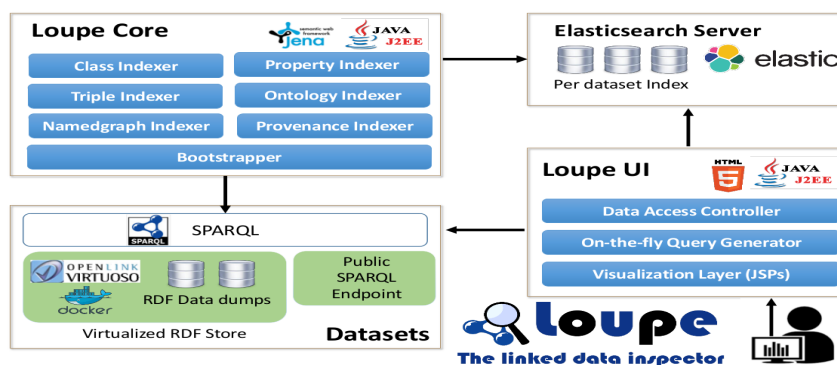 Loupe Core
semantic web
framework
Jena
JAVA
J2EE
Class Indexer
Property Indexer
Triple Indexer
Ontology Indexer
Namedgraph Indexer
Provenance Indexer
Bootstrapper
Elasticsearch Server
elastic
Per dataset Index
Loupe UI
HTML
5
JAVA
J2EE
Data Access Controller
On-the-fly Query Generator
Visualization Layer (JSPs)
SPARQL
SPARQL
OPENLINK
VIRTUOSO
docker
RDF Data dumps
Public
SPARQL
Endpoint
Virtualized RDF Store
Datasets
Loupe
The linked data inspector